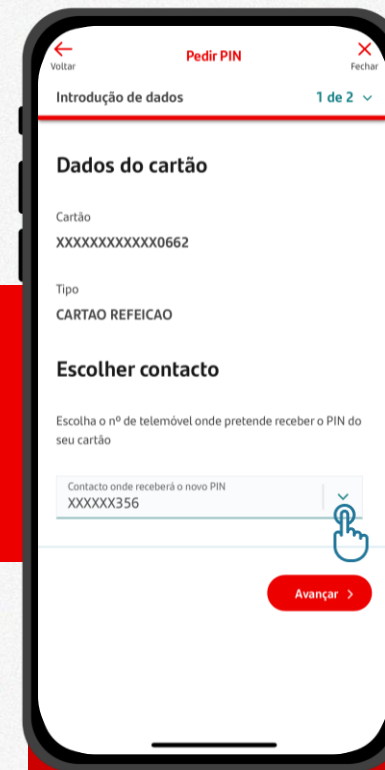 Voltar
Pedir PIN
Fechar
Introdução de dados
1 de 2
Dados do cartão
Cartão
XXXXXXXXXXXX0662
Tipo
CARTAO REFEICAO
Escolher contacto
Escolha o nº de telemóvel onde pretende receber o PIN do
seu cartão
Contacto onde receberá o novo PIN
XXXXXX356
Avançar